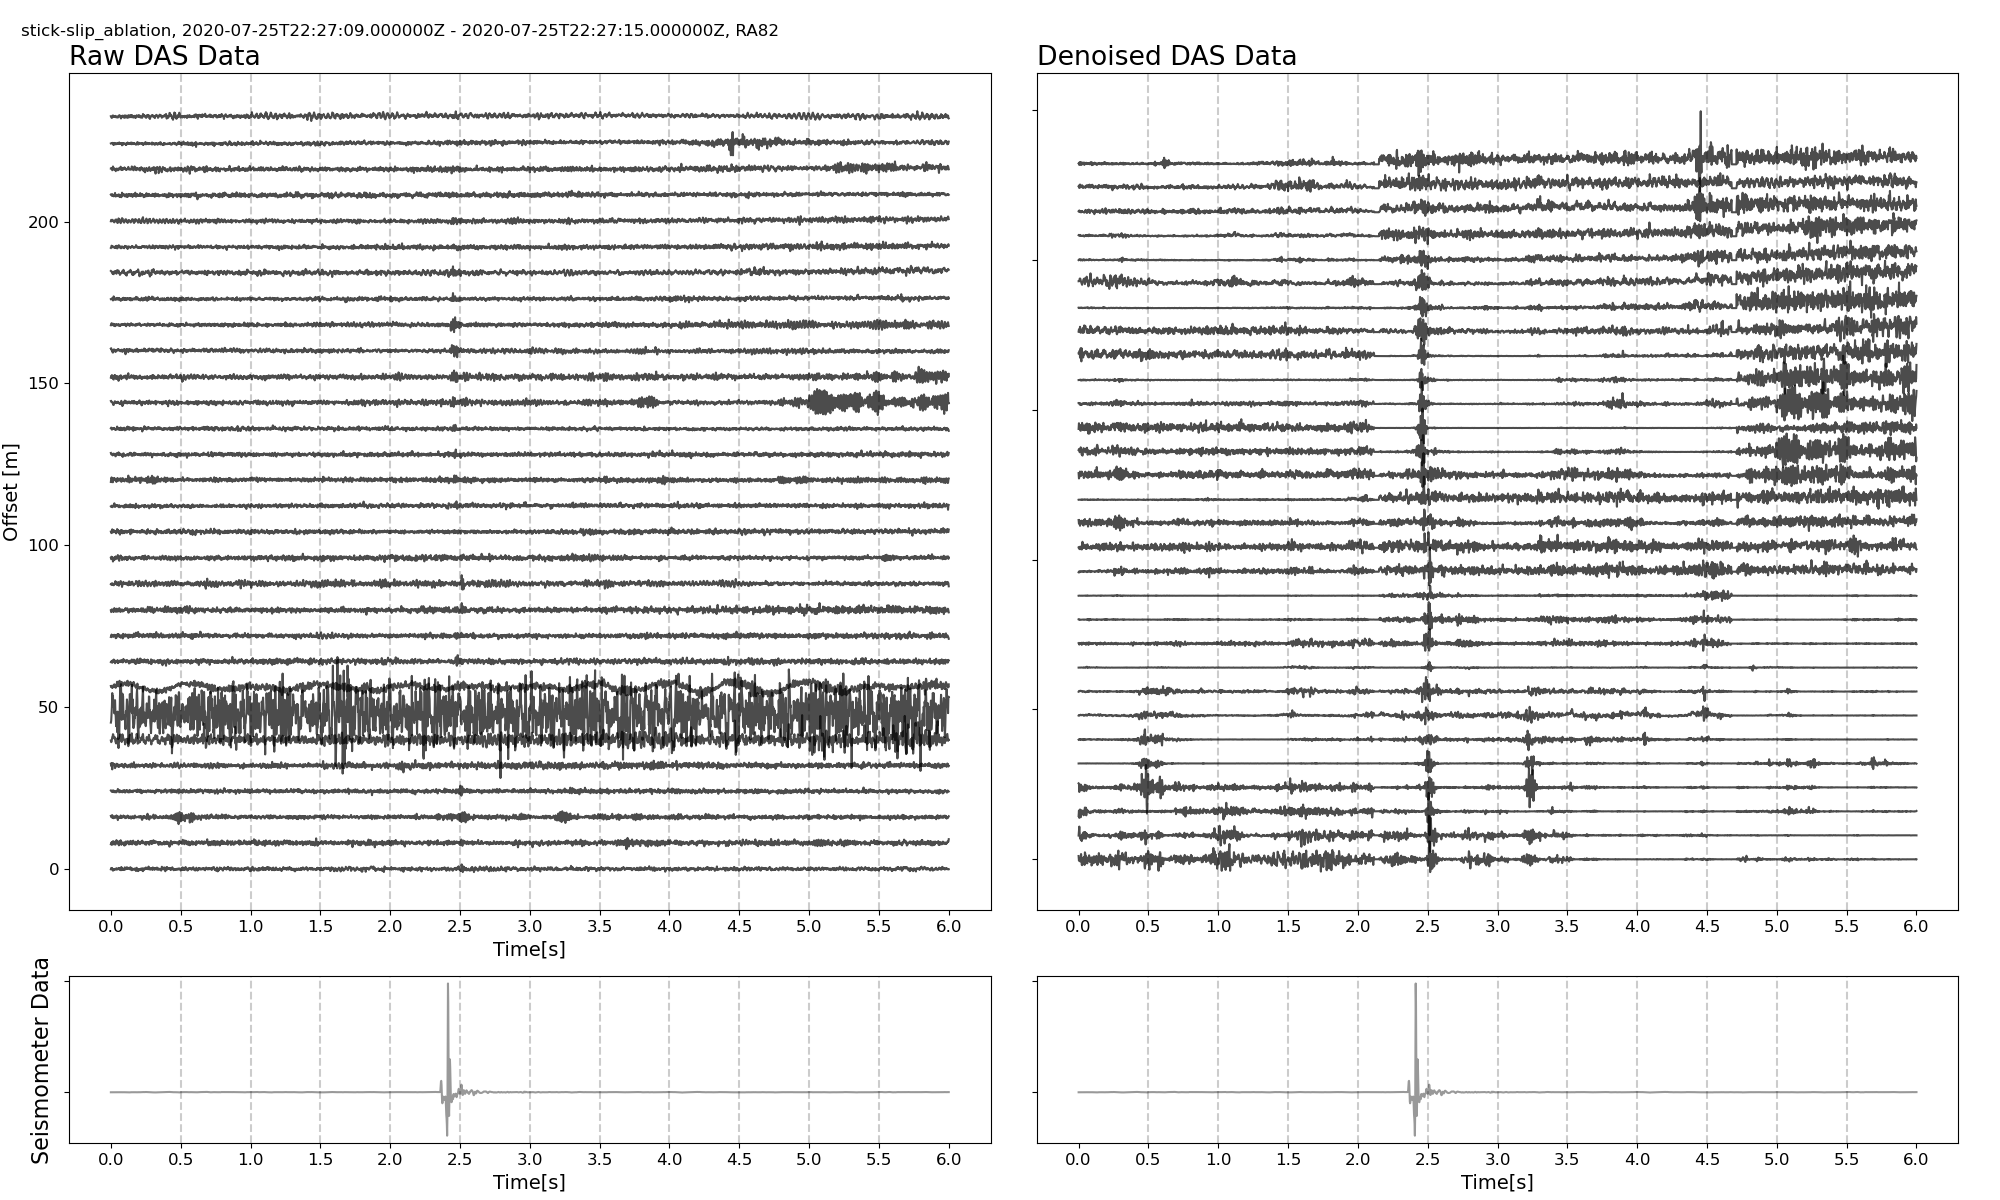 stick-slip_ablation, 2020-07-25T22:27:09.000000Z - 2020-07-25T22:27:15.000000Z, RA82
Raw DAS Data
Denoised DAS Data
Offset [m]
200
150
100
50
0
0.0 0.5 1.0 1.5 2.0 2.5 3.0 3.5 4.0 4.5 5.0 5.5 6.0
Time[s]
0.0 0.5 1.0 1.5 2.0 2.5 3.0 3.5 4.0 4.5 5.0 5.5 6.0
Seismometer Data
0.0 0.5 1.0 1.5 2.0 2.5 3.0 3.5 4.0 4.5 5.0 5.5 6.0
Time[s]
0.0 0.5 1.0 1.5 2.0 2.5 3.0 3.5 4.0 4.5 5.0 5.5 6.0
Time[s]